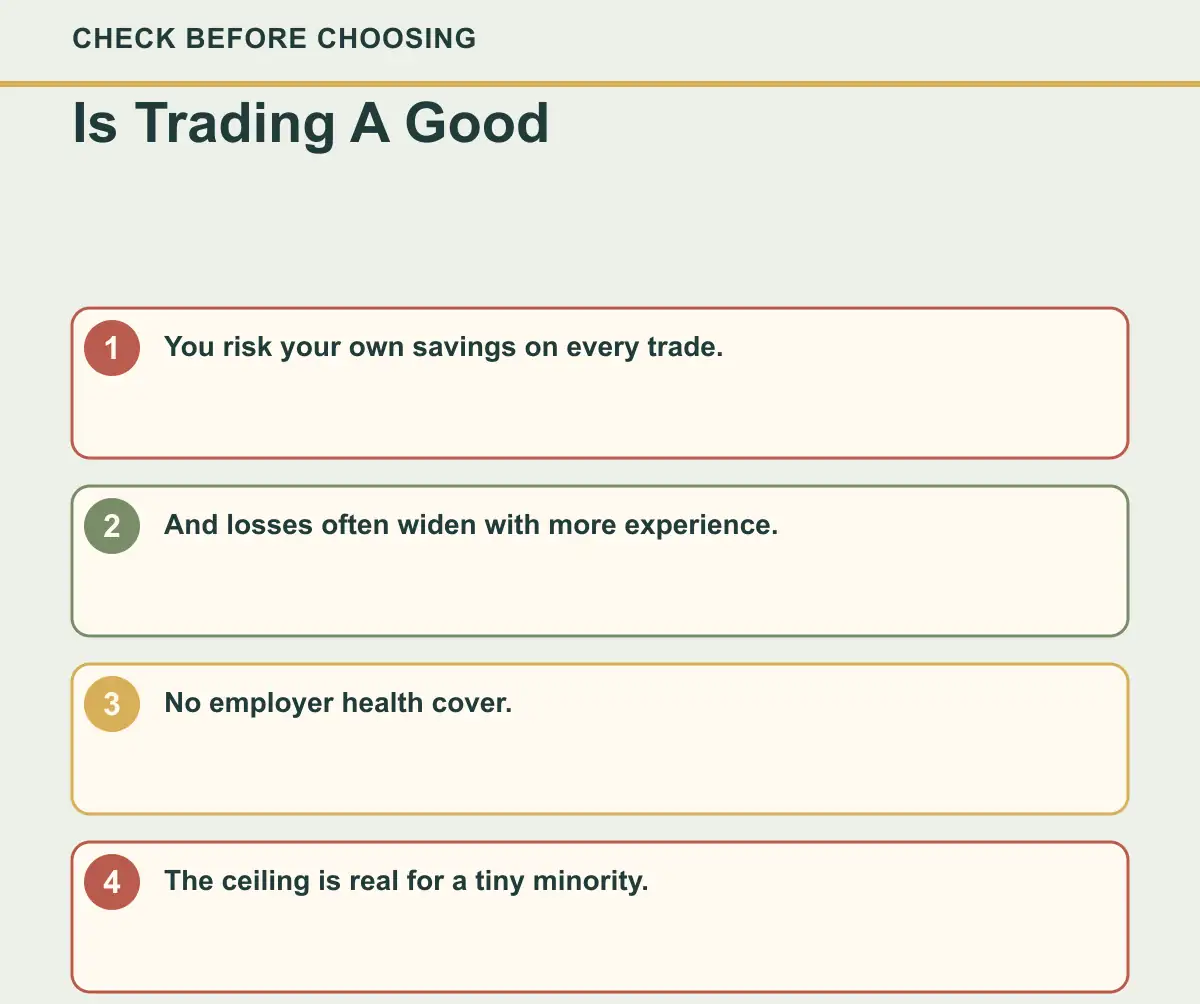 CHECK BEFORE CHOOSING
Is Trading A Good
1 You risk your own savings on every trade.
2 And losses often widen with more experience.
3 No employer health cover.
4 The ceiling is real for a tiny minority.